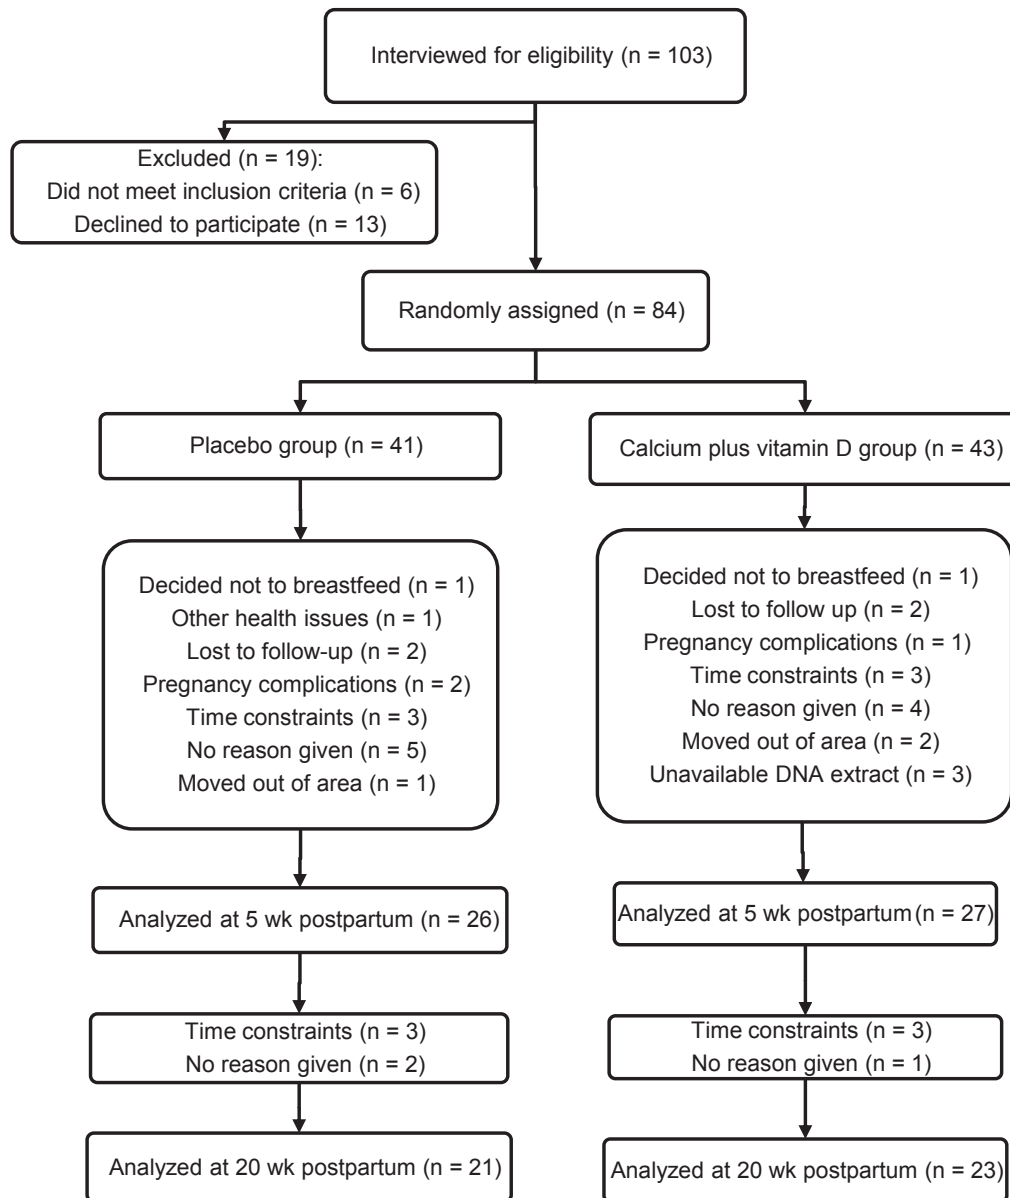 Interviewed for eligibility (n = 103)
Excluded (n = 19):
Did not meet inclusion criteria (n = 6)
Declined to participate (n = 13)
Randomly assigned (n = 84)
Placebo group (n = 41)
Calcium plus vitamin D group (n = 43)
Decided not to breastfeed (n = 1)
Other health issues (n = 1)
Lost to follow-up (n = 2)
Pregnancy complications (n = 2)
Time constraints (n = 3)
No reason given (n = 5)
Moved out of area (n = 1)
Decided not to breastfeed (n = 1)
Lost to follow up (n = 2)
Pregnancy complications (n = 1)
Time constraints (n = 3)
No reason given (n = 4)
Moved out of area (n = 2)
Unavailable DNA extract (n = 3)
Analyzed at 5 wk postpartum (n = 26)
Analyzed at 5 wk postpartum (n = 27)
Time constraints (n = 3)
No reason given (n = 2)
Time constraints (n = 3)
No reason given (n = 1)
Analyzed at 20 wk postpartum (n = 21)
Analyzed at 20 wk postpartum (n = 23)